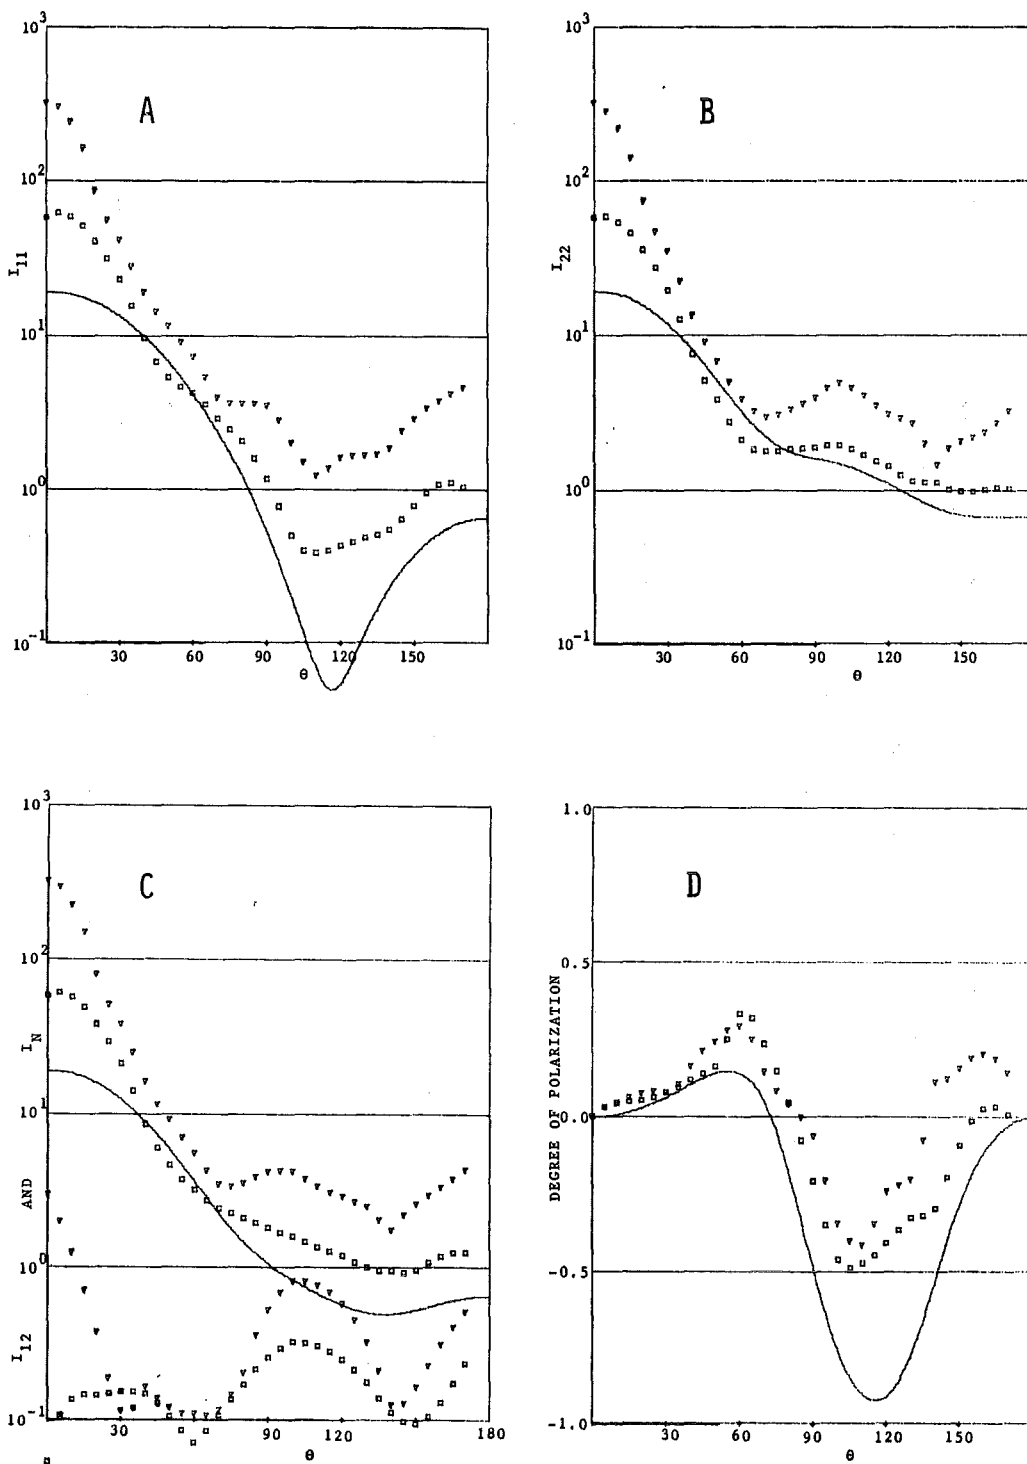 10³
10³
A
B
10²
10²
I₁₁
I₂₂
10¹
10¹
10⁰
10⁰
10⁻¹
10⁻¹
30 60 90 120 150
30 60 90 120 150
θ
θ
10³
1.0
C
D
I_N
10²
0.5
AND
10¹
DEGREE OF POLARIZATION
0.0
10⁰
-0.5
I₁₂
10⁻¹
-1.0
30 60 90 120 150 180
30 60 90 120 150
θ
θ